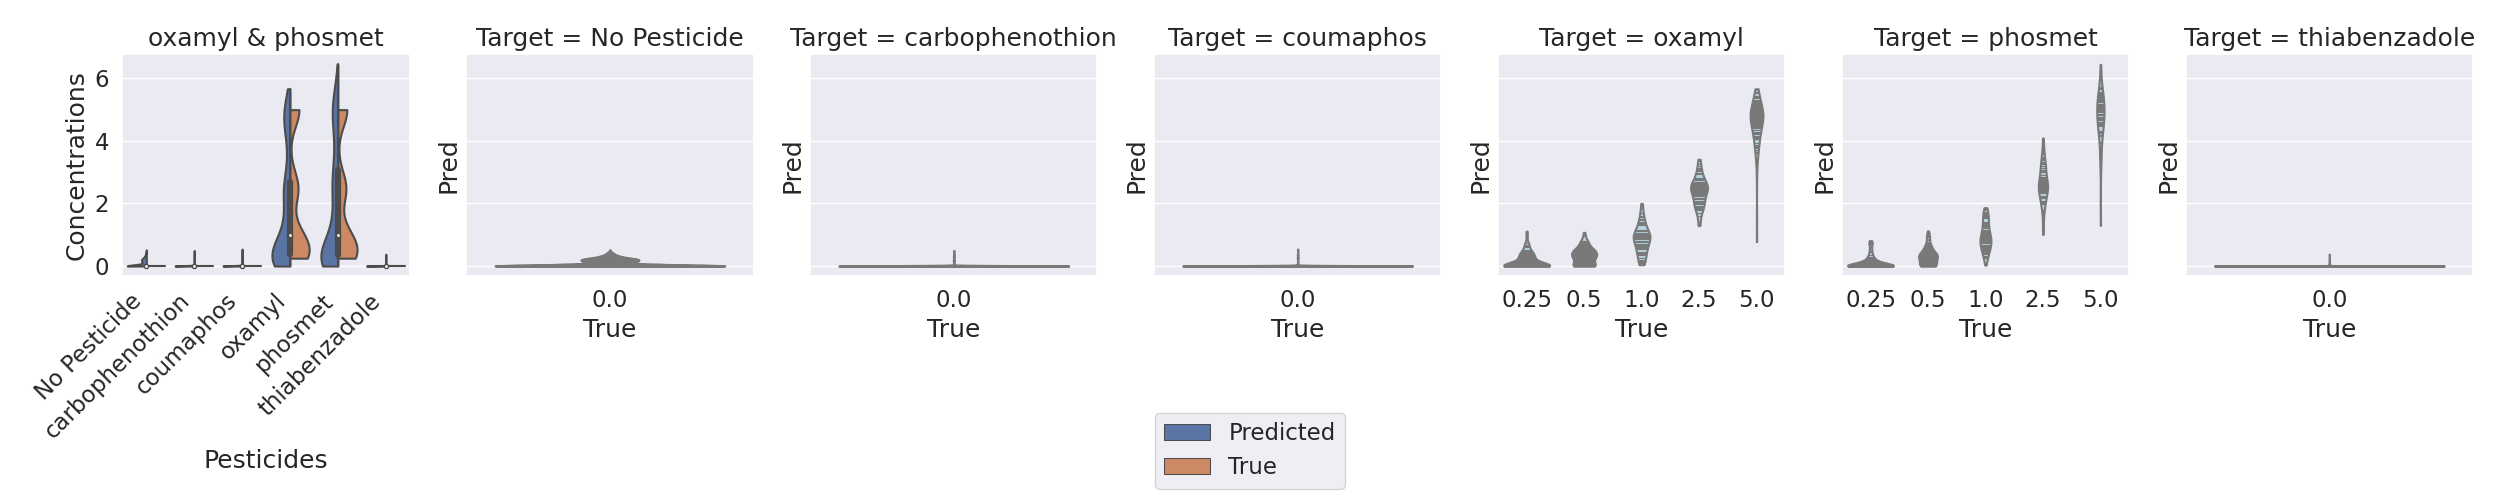 oxamyl & phosmet
Concentrations
6
4
2
0
No Pesticide
carbophenothion
coumaphos
oxamyl
phosmet
thiabenzadole
Pesticides
Target = No Pesticide
Pred
0.0
True
Target = carbophenothion
Pred
0.0
True
Target = coumaphos
Pred
0.0
True
Target = oxamyl
Pred
0.25 0.5 1.0 2.5 5.0
True
Target = phosmet
Pred
0.25 0.5 1.0 2.5 5.0
True
Target = thiabenzadole
Pred
0.0
True
Predicted
True